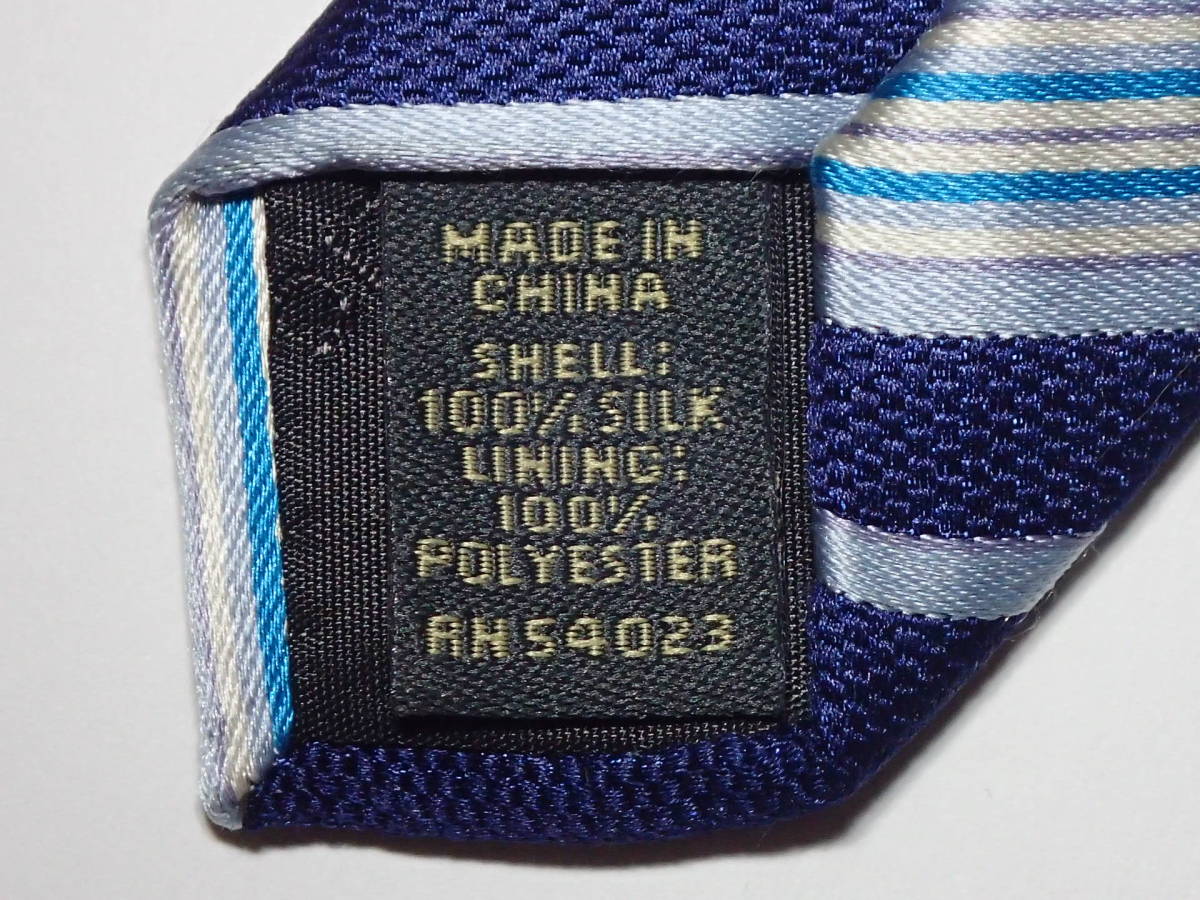 MADE IN
CHINA
SHELL:
100% SILK
LINING:
100%
POLYESTER
RN 54023